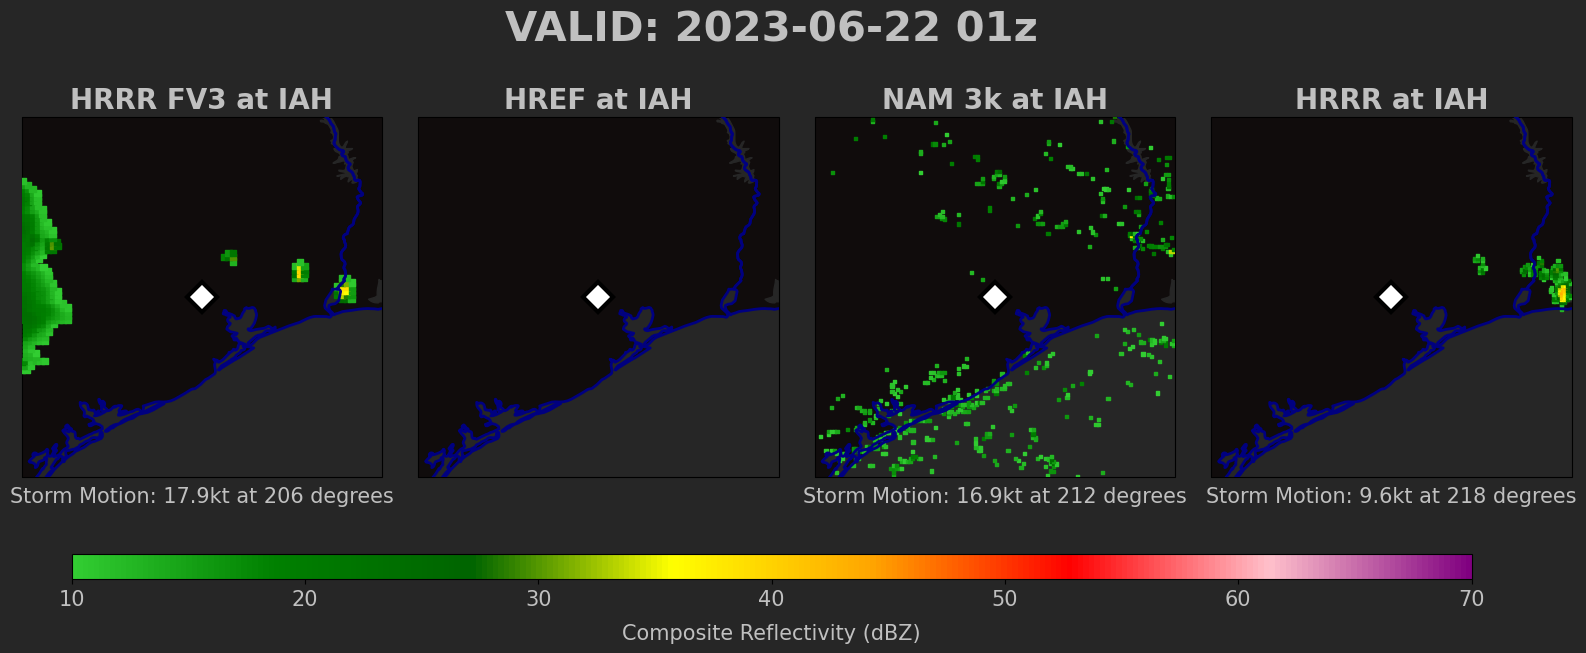 VALID: 2023-06-22 01z
HRRR FV3 at IAH
HREF at IAH
NAM 3k at IAH
HRRR at IAH
Storm Motion: 17.9kt at 206 degrees
Storm Motion: 16.9kt at 212 degrees
Storm Motion: 9.6kt at 218 degrees
10 20 30 40 50 60 70
Composite Reflectivity (dBZ)